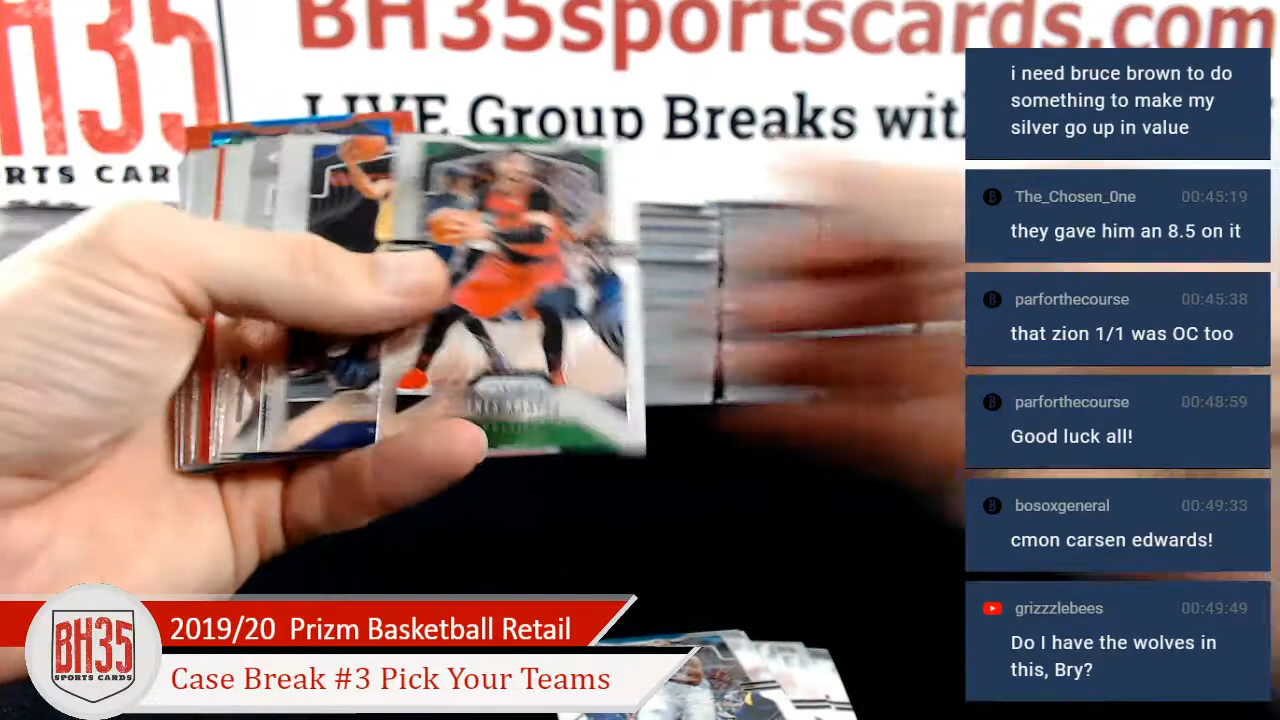 BH35sportscards.com
LIVE Group Breaks with
H35
RTS CAR
i need bruce brown to do
something to make my
silver go up in value
The_Chosen_0ne 00:45:19
they gave him an 8.5 on it
parforthecourse 00:45:38
that zion 1/1 was OC too
parforthecourse 00:48:59
Good luck all!
bosoxgeneral 00:49:33
cmon carsen edwards!
grizzzlebees 00:49:49
Do I have the wolves in
this, Bry?
BH35
SPORTS CARDS
2019/20 Prizm Basketball Retail
Case Break #3 Pick Your Teams